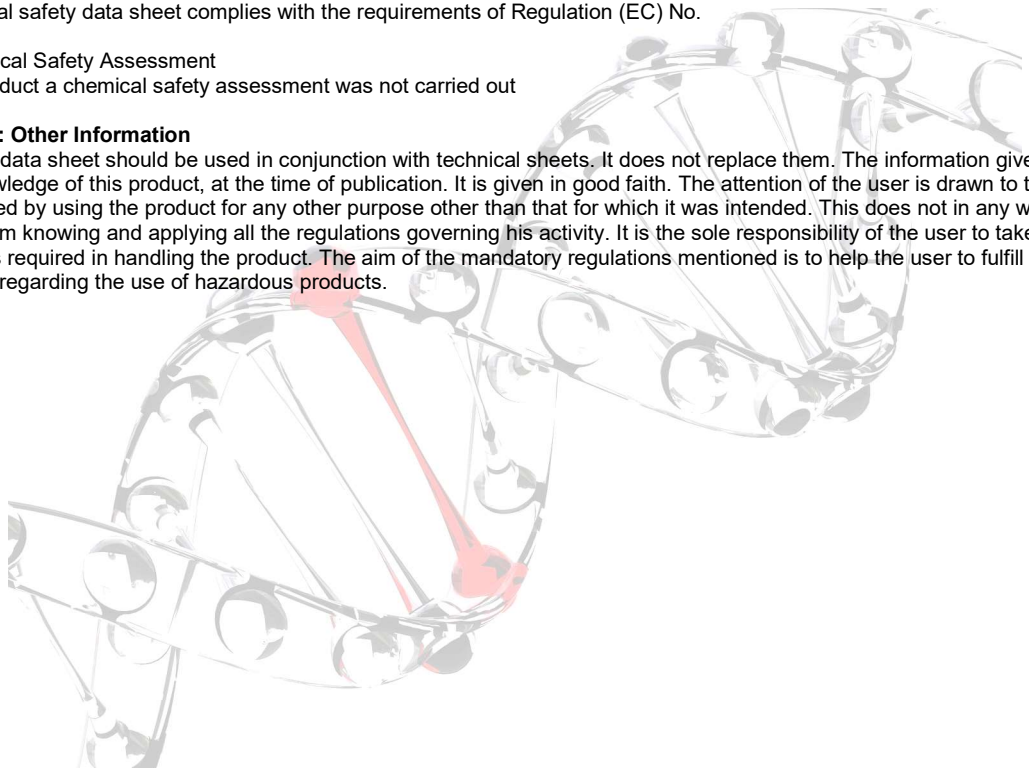 al safety data sheet complies with the requirements of Regulation (EC) No.
cal Safety Assessment
duct a chemical safety assessment was not carried out
: Other Information
data sheet should be used in conjunction with technical sheets. It does not replace them. The information give
wledge of this product, at the time of publication. It is given in good faith. The attention of the user is drawn to t
ed by using the product for any other purpose other than that for which it was intended. This does not in any w
m knowing and applying all the regulations governing his activity. It is the sole responsibility of the user to take
s required in handling the product. The aim of the mandatory regulations mentioned is to help the user to fulfill
regarding the use of hazardous products.